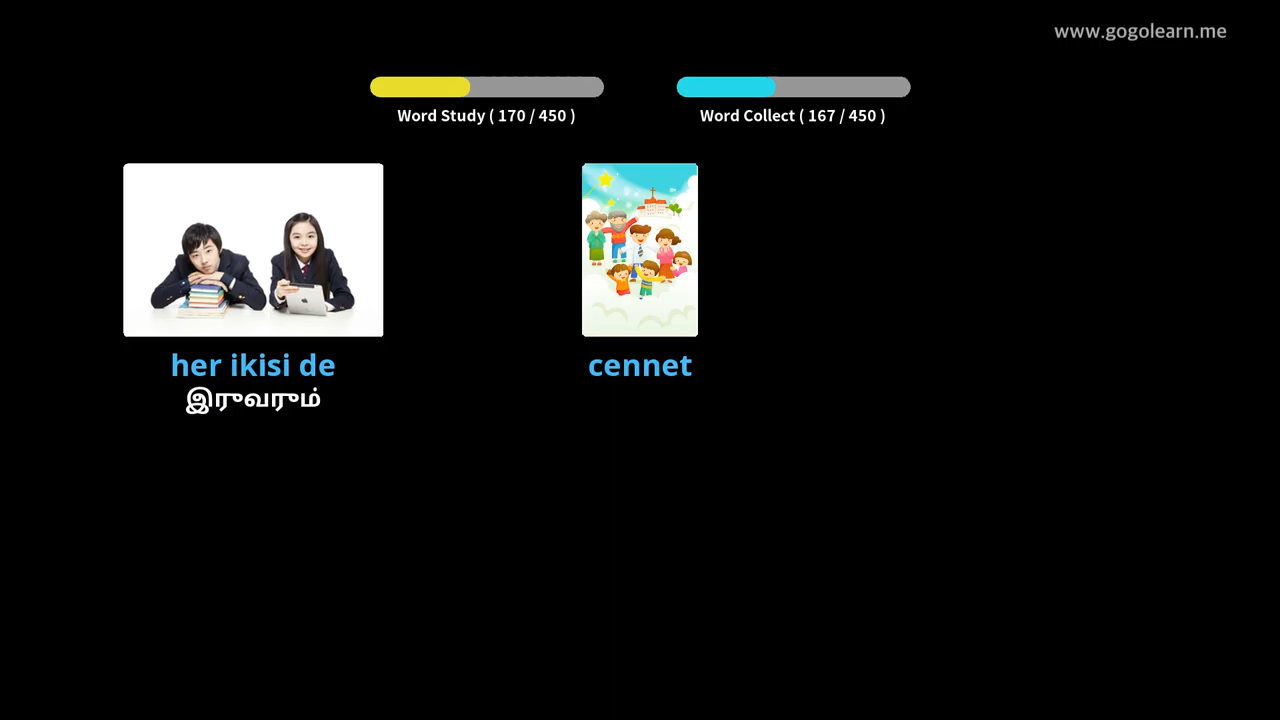 www.gogolearn.me
Word Study ( 170 / 450 )
Word Collect ( 167 / 450 )
her ikisi de
இருவரும்
cennet